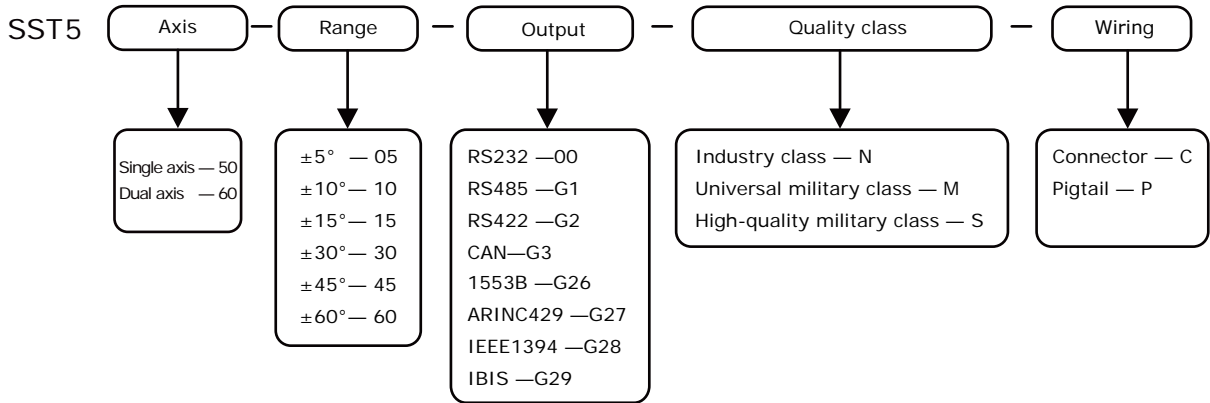 SST5 Axis — Range — Output — Quality class — Wiring
Single axis — 50
Dual axis — 60
±5° — 05
±10°— 10
±15°— 15
±30°— 30
±45°— 45
±60°— 60
RS232 —00
RS485 —G1
RS422 —G2
CAN—G3
1553B —G26
ARINC429 —G27
IEEE1394 —G28
IBIS —G29
Industry class — N
Universal military class — M
High-quality military class — S
Connector — C
Pigtail — P